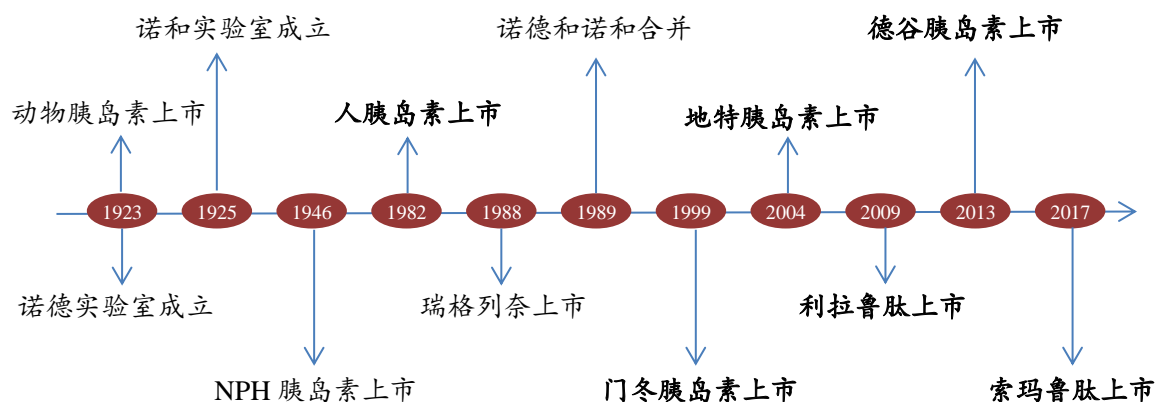 诺和实验室成立
诺德和诺和合并
德谷胰岛素上市
动物胰岛素上市
人胰岛素上市
地特胰岛素上市
1923
1925
1946
1982
1988
1989
1999
2004
2009
2013
2017
诺德实验室成立
瑞格列奈上市
利拉鲁肽上市
NPH 胰岛素上市
门冬胰岛素上市
索玛鲁肽上市